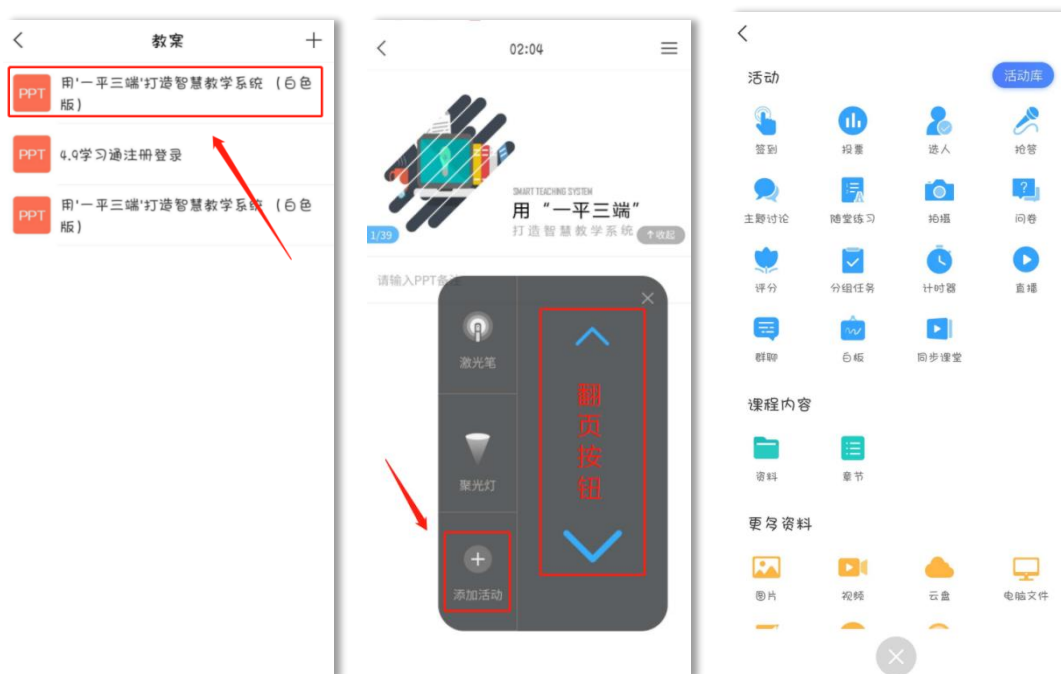 教案
PPT
用'一平三端'打造智慧教学系统 （白色
版）
PPT
4.9学习通注册登录
PPT
用'一平三端'打造智慧教学系统 （白色
版）
02:04
SMART TEACHING SYSTEM
用 “一平三端”
打造智慧教学系统
1/39
收起
请输入PPT备注
激光笔
聚光灯
添加活动
翻
页
按
钮
活动
活动库
签到
投票
选人
抢答
主题讨论
随堂练习
拍摄
问卷
评分
分组任务
计时器
直播
群聊
白板
同步课堂
课程内容
资料
章节
更多资料
图片
视频
云盘
电脑文件